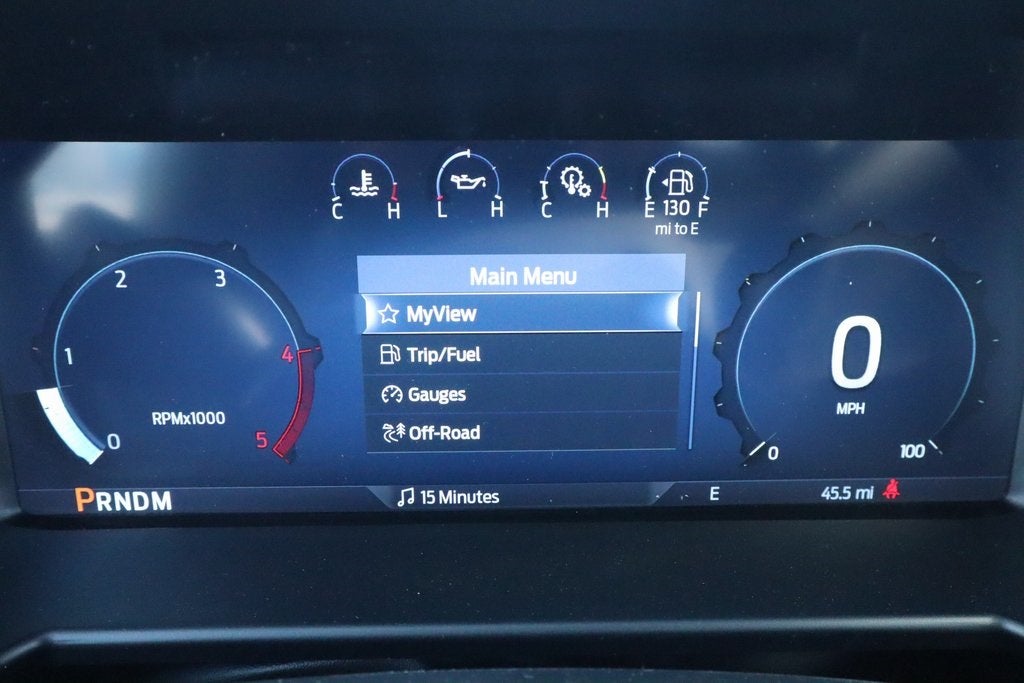 C H
L H
C H
E 130 F
mi to E
Main Menu
MyView
Trip/Fuel
Gauges
Off-Road
0 1 2 3 4 5
RPMx1000
0
MPH
0 100
PRNDM
15 Minutes
E
45.5 mi